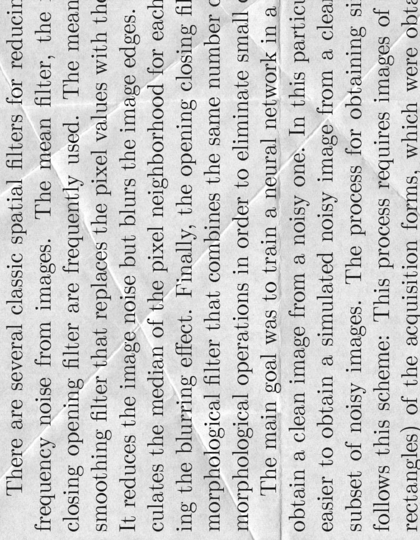 There are several classic spatial filters for reducin
frequency noise from images. The mean filter, the
closing opening filter are frequently used. The mean
smoothing filter that replaces the pixel values with the
It reduces the image noise but blurs the image edges.
culates the median of the pixel neighborhood for each
ing the blurring effect. Finally, the opening closing fil
morphological filter that combines the same number o
morphological operations in order to eliminate small
The main goal was to train a neural network in a
obtain a clean image from a noisy one. In this particu
easier to obtain a simulated noisy image from a clean
subset of noisy images. The process for obtaining si
follows this scheme: This process requires images of
rectangles) of the acquisitions forms, which were obta